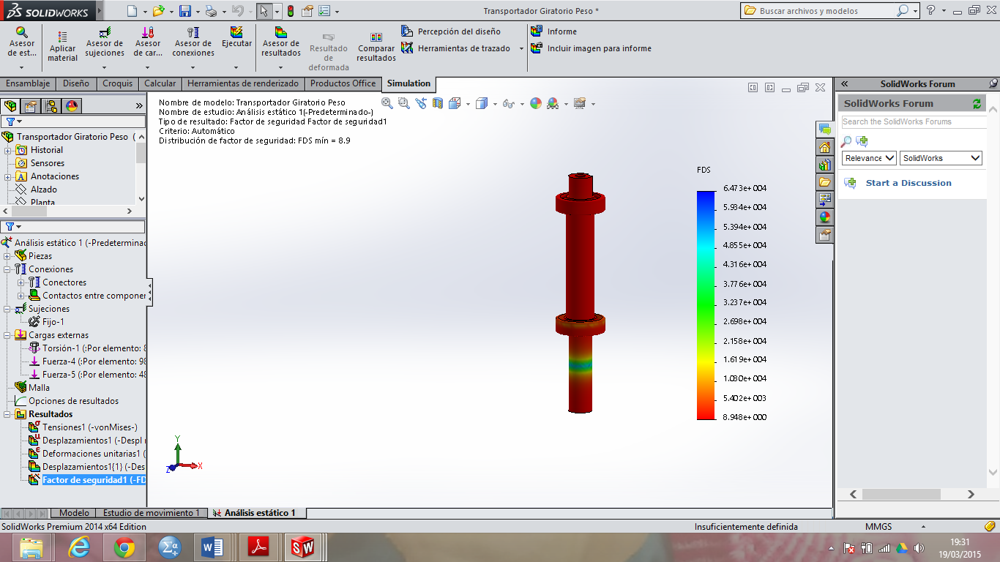 SOLIDWORKS
Transportador Giratorio Peso *
Buscar archivos y modelos
Asesor de est...
Aplicar material
Asesor de sujeciones
Asesor de car...
Asesor de conexiones
Ejecutar
Asesor de resultados
Resultado de deformada
Comparar resultados
Percepción del diseño
Herramientas de trazado
Informe
Incluir imagen para informe
Ensamblaje
Diseño
Croquis
Calcular
Herramientas de renderizado
Productos Office
Simulation
Transportador Giratorio Peso (
Historial
Sensores
Anotaciones
Alzado
Planta
Análisis estático 1 (-Predeterminad
Piezas
Conexiones
Conectores
Contactos entre componen
Sujeciones
Fijo-1
Cargas externas
Torsión-1 (:Por elemento: 8
Fuerza-4 (:Por elemento: 98
Fuerza-5 (:Por elemento: 48
Malla
Opciones de resultados
Resultados
Tensiones1 (-vonMises-)
Desplazamientos1 (-Despl
Deformaciones unitarias1 (
Desplazamientos1{1} (-Des
Factor de seguridad1 (-FD
Nombre de modelo: Transportador Giratorio Peso
Nombre de estudio: Análisis estático 1(-Predeterminado-)
Tipo de resultado: Factor de seguridad Factor de seguridad1
Criterio: Automático
Distribución de factor de seguridad: FDS mín = 8.9
FDS
6.473e+004
5.934e+004
5.394e+004
4.855e+004
4.316e+004
3.776e+004
3.237e+004
2.698e+004
2.158e+004
1.619e+004
1.080e+004
5.402e+003
8.948e+000
Y
X
Z
SolidWorks Forum
SolidWorks Forum
Search the SolidWorks Forums
Relevance
SolidWorks
Start a Discussion
Modelo
Estudio de movimiento 1
Análisis estático 1
SolidWorks Premium 2014 x64 Edition
Insuficientemente definida
MMGS
19:31
19/03/2015